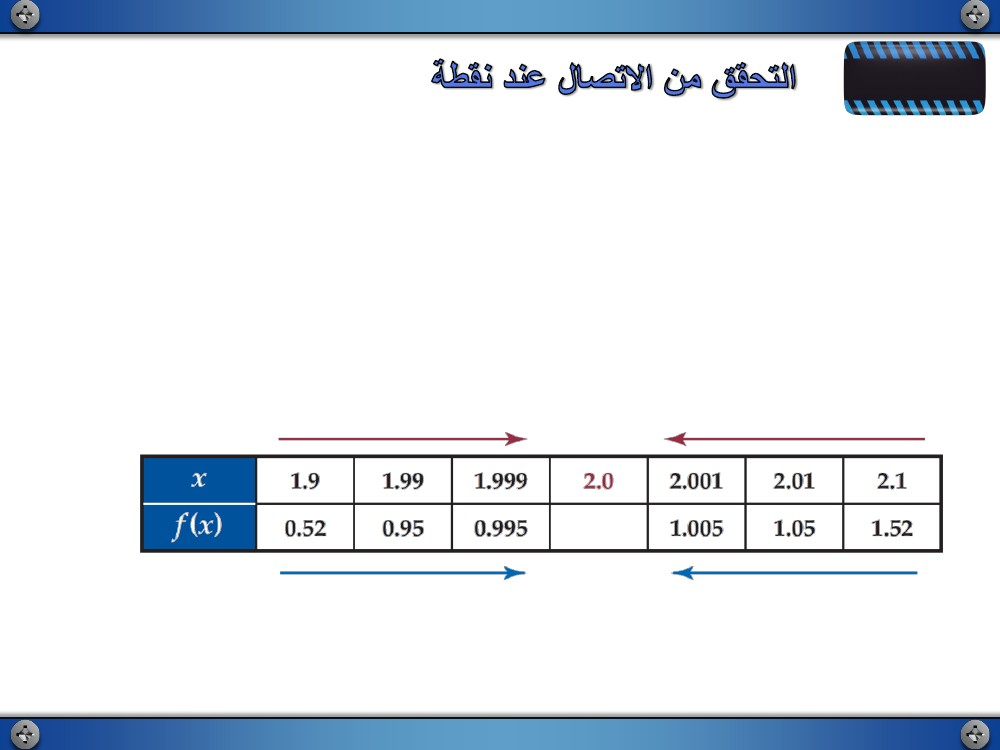 التحقق من الاتصال عند نقطة
x 1.9 1.99 1.999 2.0 2.001 2.01 2.1
f(x) 0.52 0.95 0.995 1.005 1.05 1.52